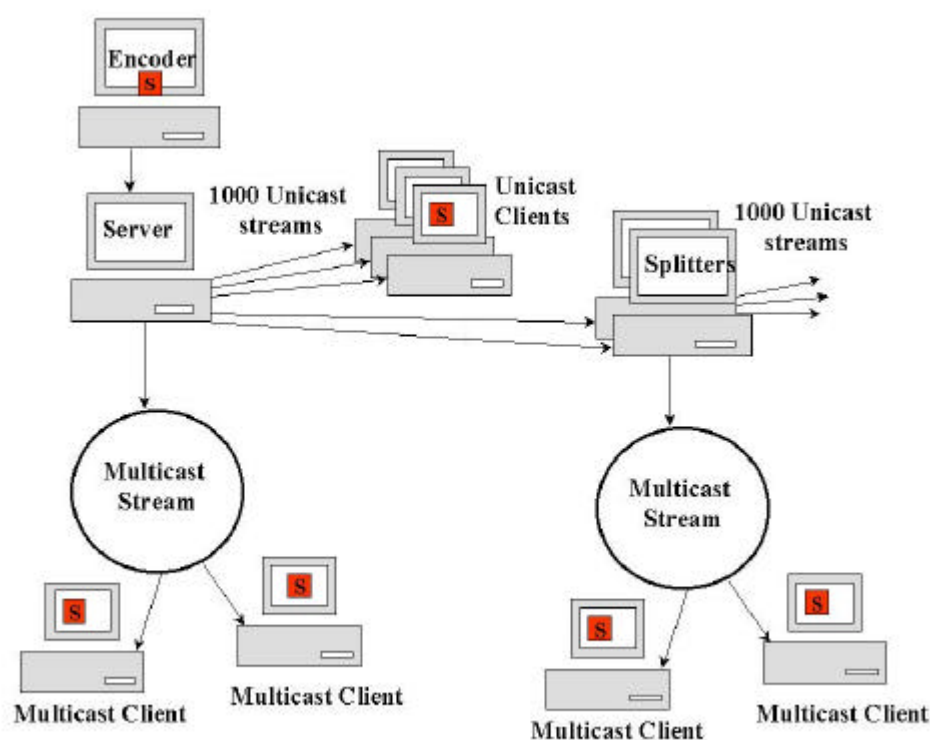 Encoder
S
Server
1000 Unicast
streams
S
Unicast
Clients
Splitters
1000 Unicast
streams
Multicast
Stream
Multicast
Stream
S
S
S
S
Multicast Client
Multicast Client
Multicast Client
Multicast Client